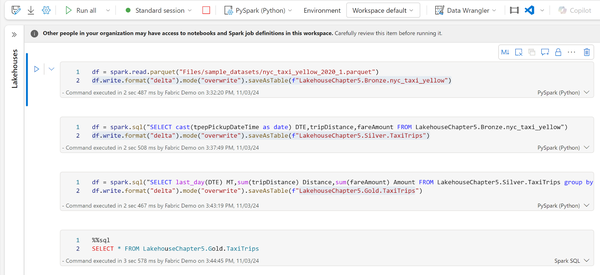 Run all Standard session PySpark (Python) Environment Workspace default Data Wrangler Copilot
Other people in your organization may have access to notebooks and Spark job definitions in this workspace. Carefully review this item before running it.
Lakehouses
1 df = spark.read.parquet("Files/sample_datasets/nyc_taxi_yellow_2020_1.parquet")
2 df.write.format("delta").mode("overwrite").saveAsTable(f"LakehouseChapter5.Bronze.nyc_taxi_yellow")
- Command executed in 2 sec 487 ms by Fabric Demo on 3:32:20 PM, 11/03/24 PySpark (Python)
1 df = spark.sql("SELECT cast(tpepPickupDateTime as date) DTE,tripDistance,fareAmount FROM LakehouseChapter5.Bronze.nyc_taxi_yellow")
2 df.write.format("delta").mode("overwrite").saveAsTable(f"LakehouseChapter5.Silver.TaxiTrips")
- Command executed in 2 sec 508 ms by Fabric Demo on 3:37:49 PM, 11/03/24 PySpark (Python)
1 df = spark.sql("SELECT last_day(DTE) MT,sum(tripDistance) Distance,sum(fareAmount) Amount FROM LakehouseChapter5.Silver.TaxiTrips group by
2 df.write.format("delta").mode("overwrite").saveAsTable(f"LakehouseChapter5.Gold.TaxiTrips")
- Command executed in 2 sec 467 ms by Fabric Demo on 3:43:19 PM, 11/03/24 PySpark (Python)
1 %%sql
2 SELECT * FROM LakehouseChapter5.Gold.TaxiTrips
- Command executed in 3 sec 578 ms by Fabric Demo on 3:44:45 PM, 11/03/24 Spark SQL